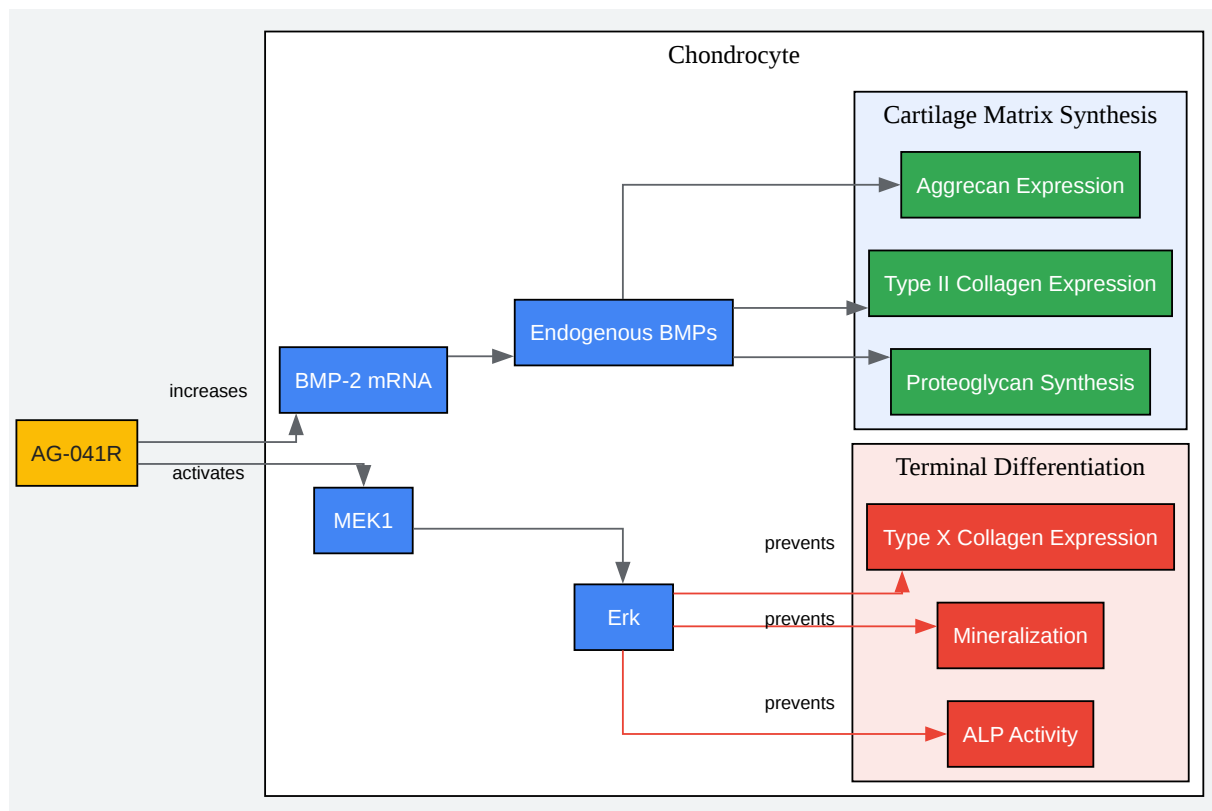 Chondrocyte
Cartilage Matrix Synthesis
Aggrecan Expression
Type II Collagen Expression
Endogenous BMPs
Proteoglycan Synthesis
BMP-2 mRNA
increases
AG-041R
activates
Terminal Differentiation
MEK1
Type X Collagen Expression
prevents
Erk
prevents
Mineralization
prevents
ALP Activity